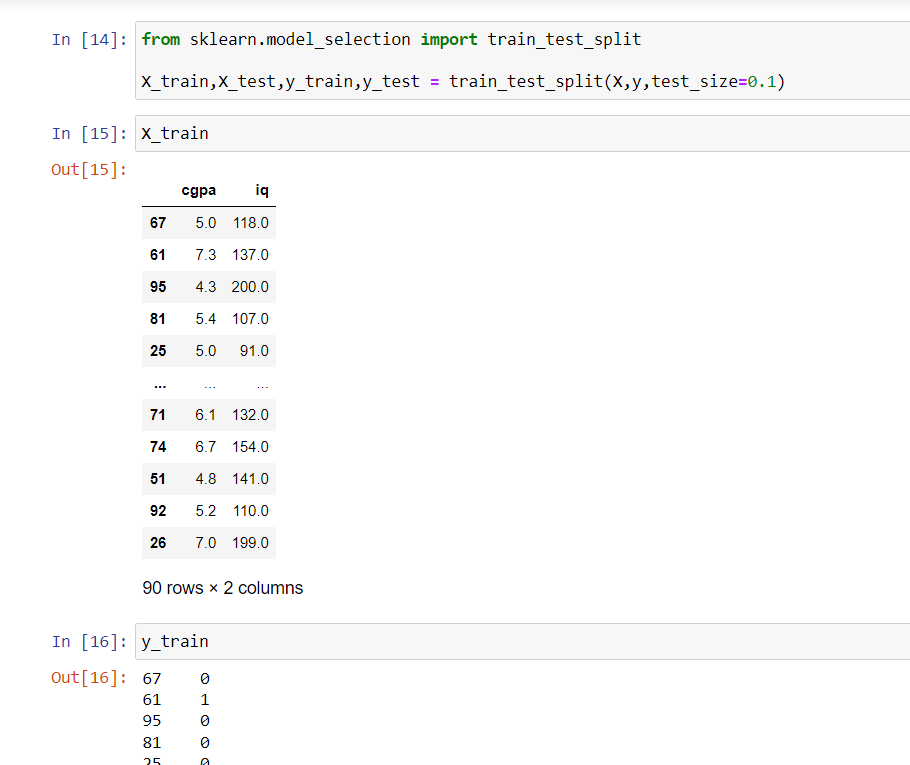 In [14]: from sklearn.model_selection import train_test_split
X_train,X_test,y_train,y_test = train_test_split(X,y,test_size=0.1)
In [15]: X_train
Out[15]:
cgpa iq
67 5.0 118.0
61 7.3 137.0
95 4.3 200.0
81 5.4 107.0
25 5.0 91.0
... ... ...
71 6.1 132.0
74 6.7 154.0
51 4.8 141.0
92 5.2 110.0
26 7.0 199.0
90 rows × 2 columns
In [16]: y_train
Out[16]: 67 0
61 1
95 0
81 0
25 0